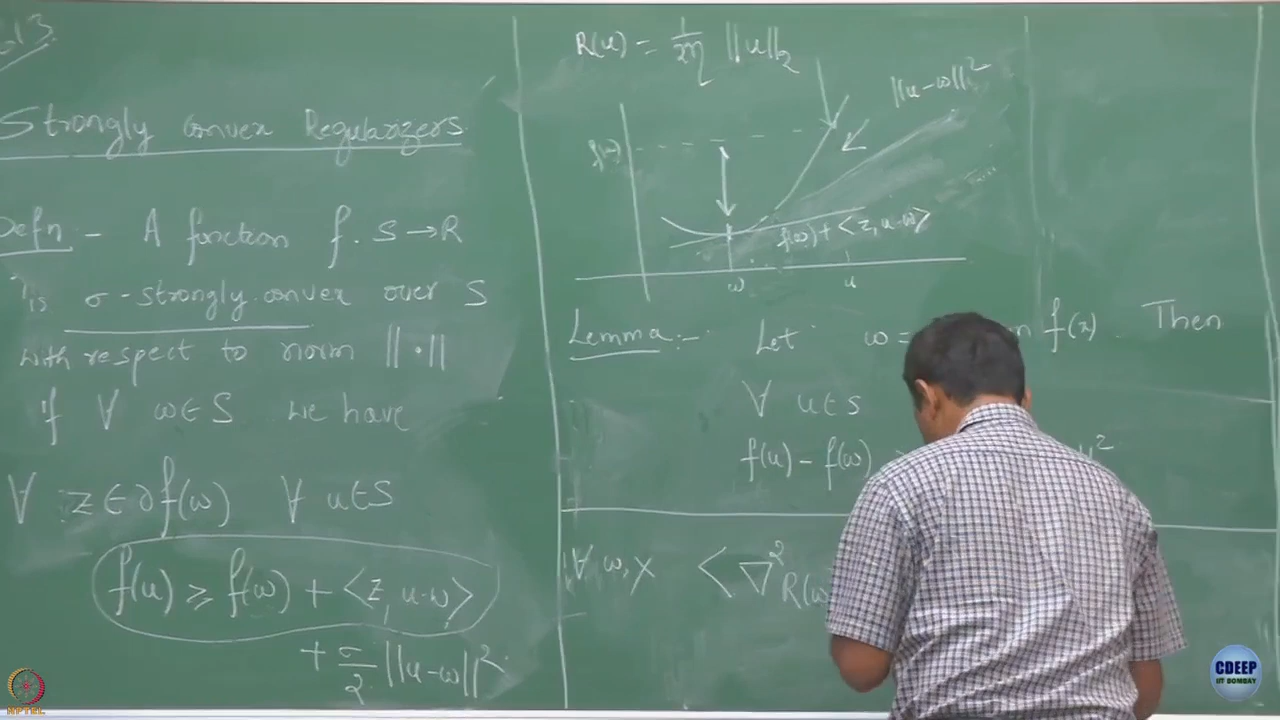 13
Strongly convex Regularizers
Defn :- A function f. S→R
is σ-strongly convex over S
with respect to norm ||·||
if ∀ w∈S we have
∀ z∈∂f(w) ∀ u∈S
f(u) ≥ f(w) + <z, u-w>
+ σ/2 ||u-w||².
R(u) = 1/2η ||u||₂
||u-w||²
f(w) + <z, u-w>
w u
Lemma :- Let w = f(x) . Then
∀ u∈S
f(u) - f(w)
∀ w, x < ∇²R(w
NPTEL
CDEEP
IIT BOMBAY